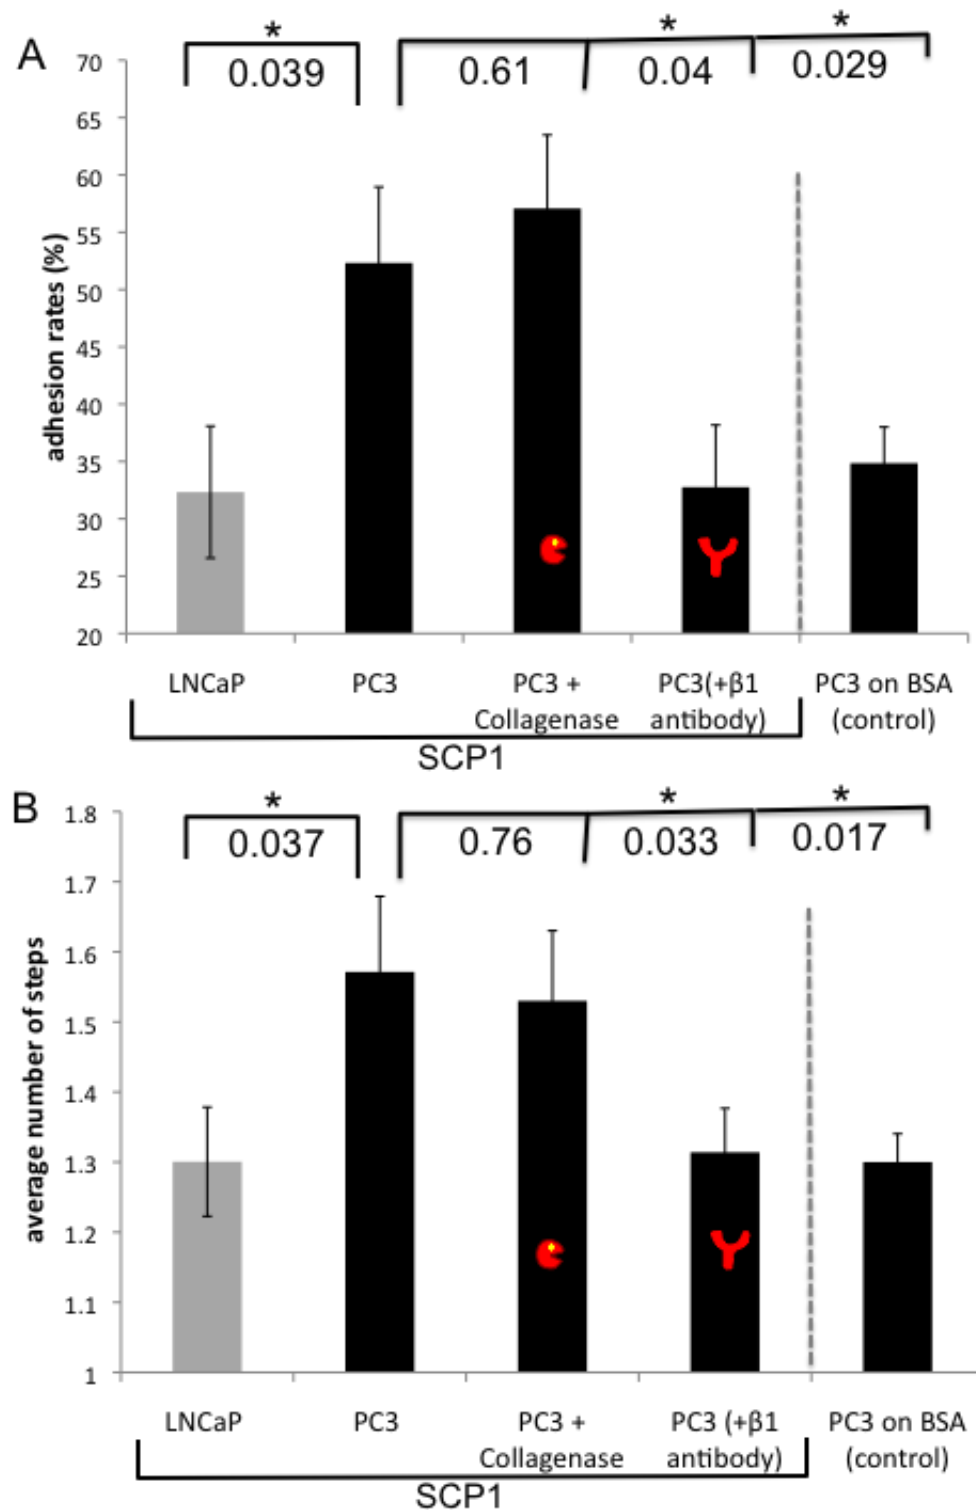 A
* * *
0.039 0.61 0.04 0.029
70
65
60
55
50
45
40
35
30
25
20
adhesion rates (%)
LNCaP PC3 PC3 + PC3(+β1 PC3 on BSA
Collagenase antibody) (control)
SCP1
B
* * *
0.037 0.76 0.033 0.017
1.8
1.7
1.6
1.5
1.4
1.3
1.2
1.1
1
average number of steps
LNCaP PC3 PC3 + PC3 (+β1 PC3 on BSA
Collagenase antibody) (control)
SCP1